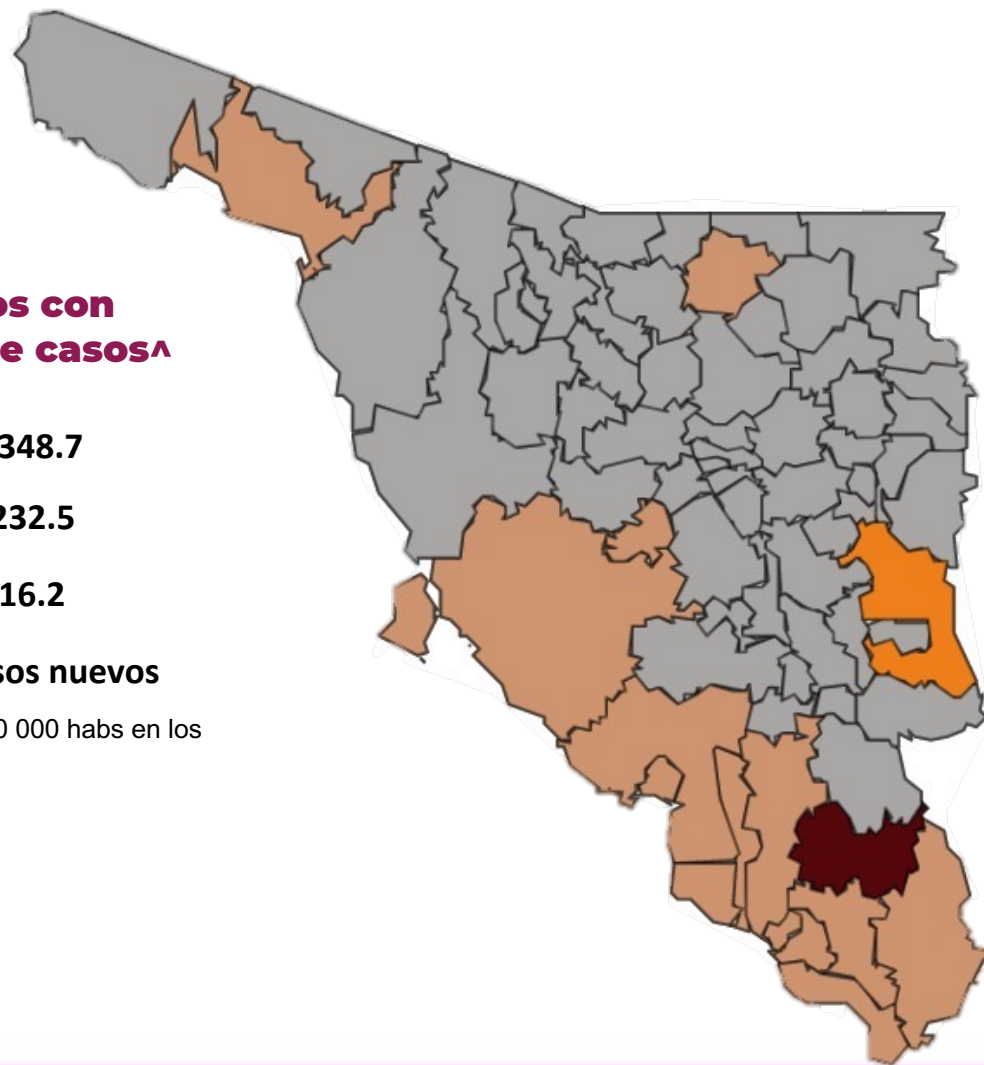 os con
e casos^
348.7
232.5
16.2
sos nuevos
0 000 habs en los